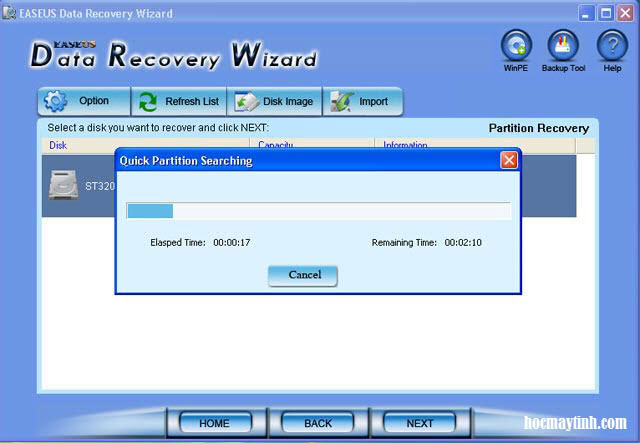 EASEUS Data Recovery Wizard
EASEUS
Data Recovery Wizard
WinPE Backup Tool Help
Option Refresh List Disk Image Import
Select a disk you want to recover and click NEXT: Partition Recovery
Disk Capacity Information
ST320
Quick Partition Searching
Elasped Time: 00:00:17 Remaining Time: 00:02:10
Cancel
HOME BACK NEXT
hocmaytinh.com